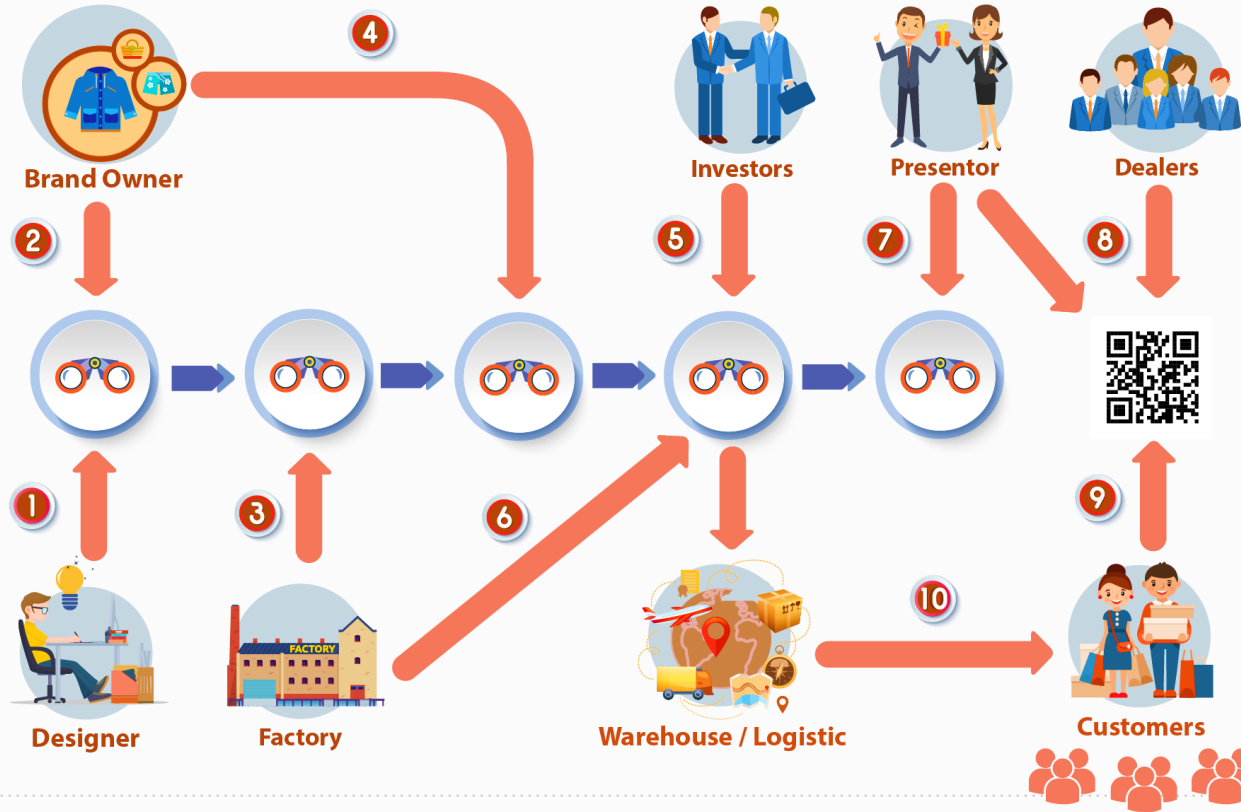 4
Brand Owner
Investors
Presentor
Dealers
2
5
7
8
1
3
6
9
FACTORY
10
Designer
Factory
Warehouse / Logistic
Customers